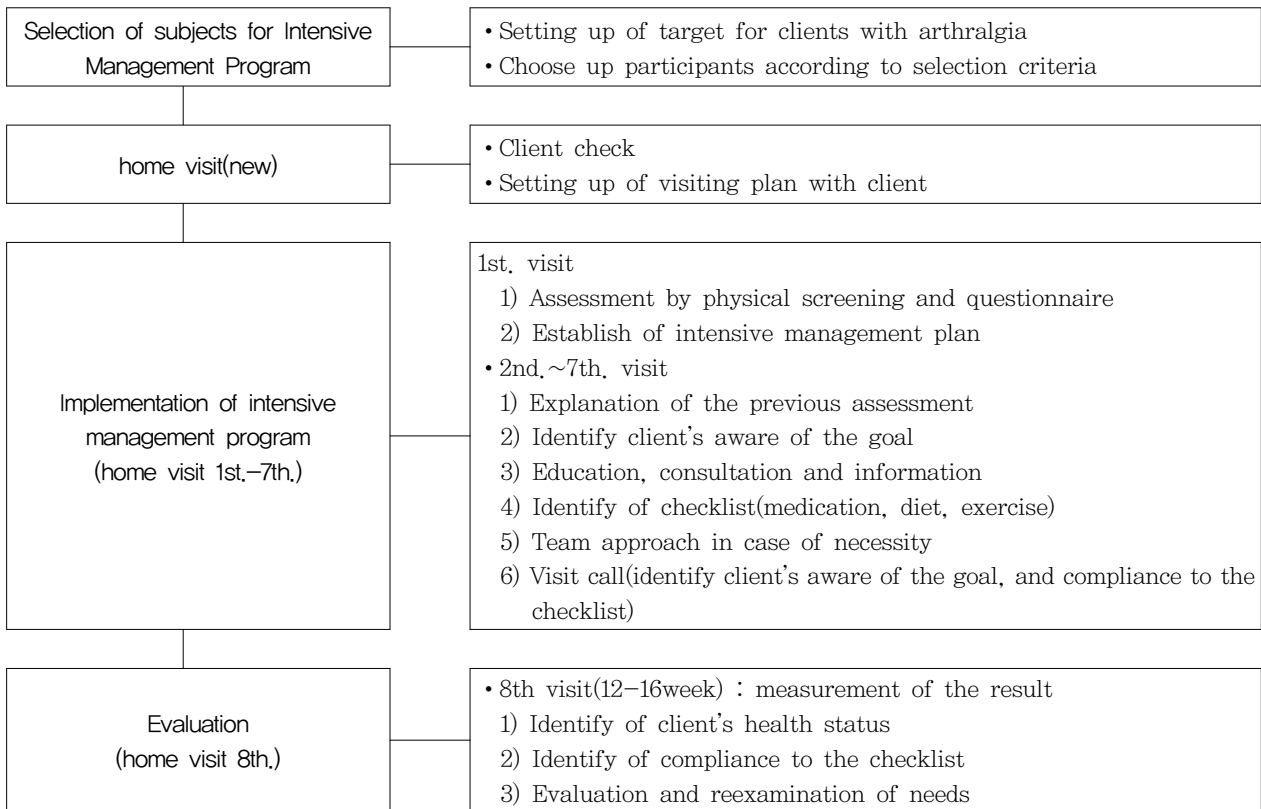 Selection of subjects for Intensive
Management Program
• Setting up of target for clients with arthralgia
• Choose up participants according to selection criteria
home visit(new)
• Client check
• Setting up of visiting plan with client
Implementation of intensive
management program
(home visit 1st.-7th.)
1st. visit
1) Assessment by physical screening and questionnaire
2) Establish of intensive management plan
• 2nd.~7th. visit
1) Explanation of the previous assessment
2) Identify client's aware of the goal
3) Education, consultation and information
4) Identify of checklist(medication, diet, exercise)
5) Team approach in case of necessity
6) Visit call(identify client's aware of the goal, and compliance to the
checklist)
Evaluation
(home visit 8th.)
• 8th visit(12-16week) : measurement of the result
1) Identify of client's health status
2) Identify of compliance to the checklist
3) Evaluation and reexamination of needs